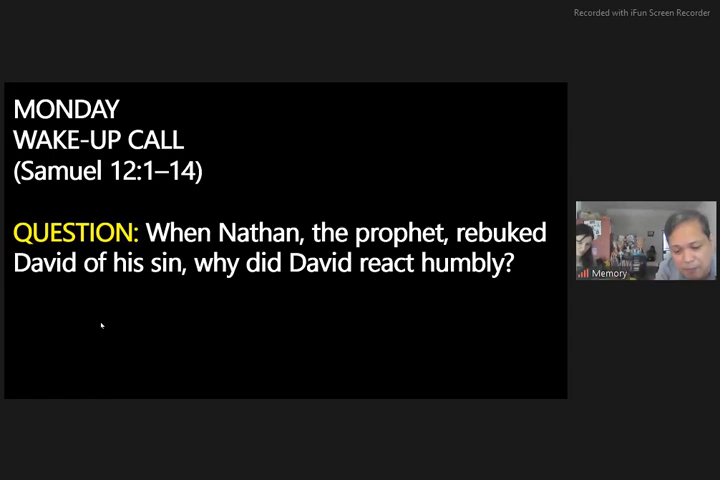 Recorded with iFun Screen Recorder
MONDAY
WAKE-UP CALL
(Samuel 12:1–14)
QUESTION: When Nathan, the prophet, rebuked
David of his sin, why did David react humbly?
Memory